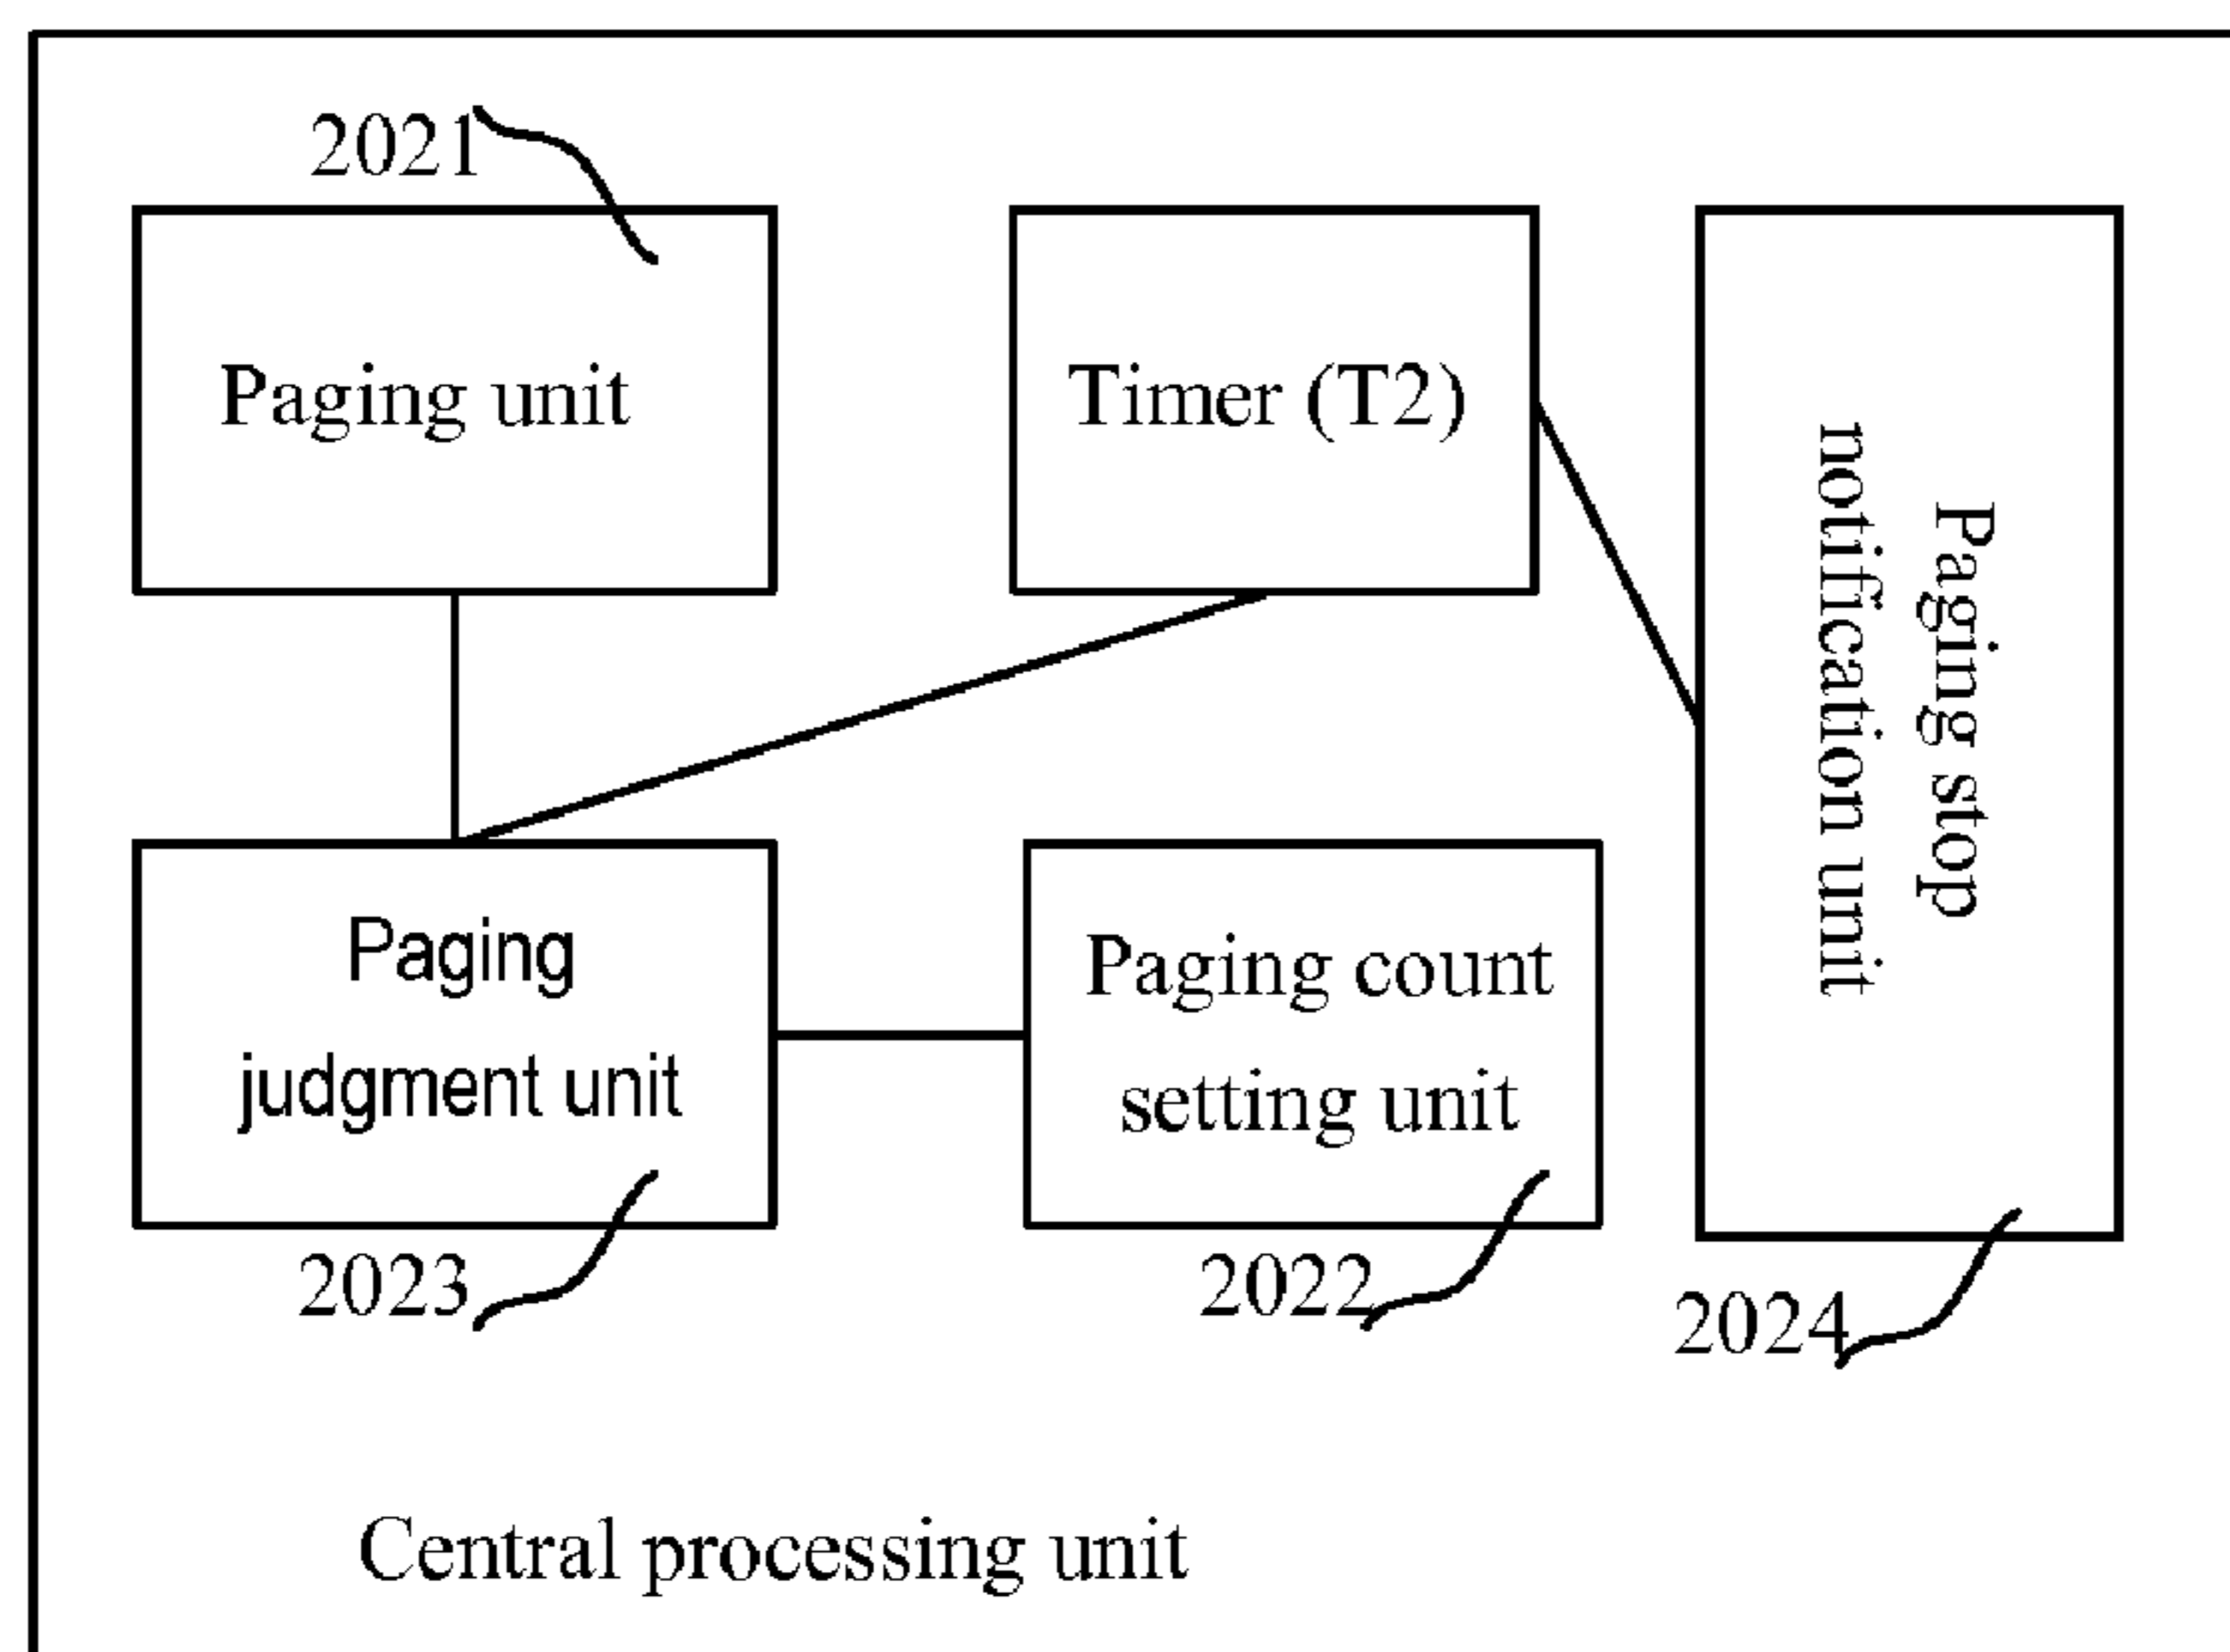 2021
Paging unit
Timer (T2)
Paging stop
notification unit
Paging
judgment unit
2023
Paging count
setting unit
2022
2024
Central processing unit